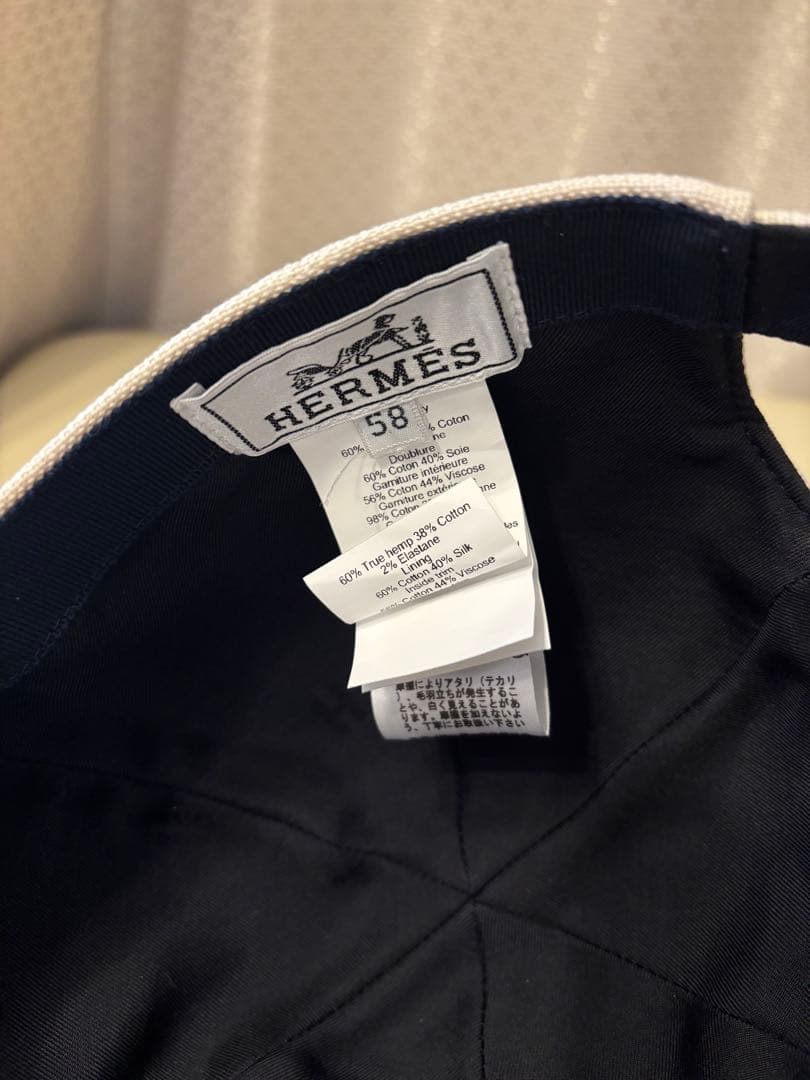 HERMES
58
y
60%
% Coton
ne
Doublure
60% Coton 40% Soie
Garniture intérieure
56% Coton 44% Viscose
Garniture
98% Coton
60% True hemp 38% Cotton
2% Elastane
Lining
60% Cotton 40% Silk
Inside trim
Cotton 44% Viscose
摩擦によりアタリ(テカリ
)、毛羽立ちが発生するこ
とや、白く見えることがあ
ります。摩擦を加えないよ
う、丁寧にお取扱い下さい